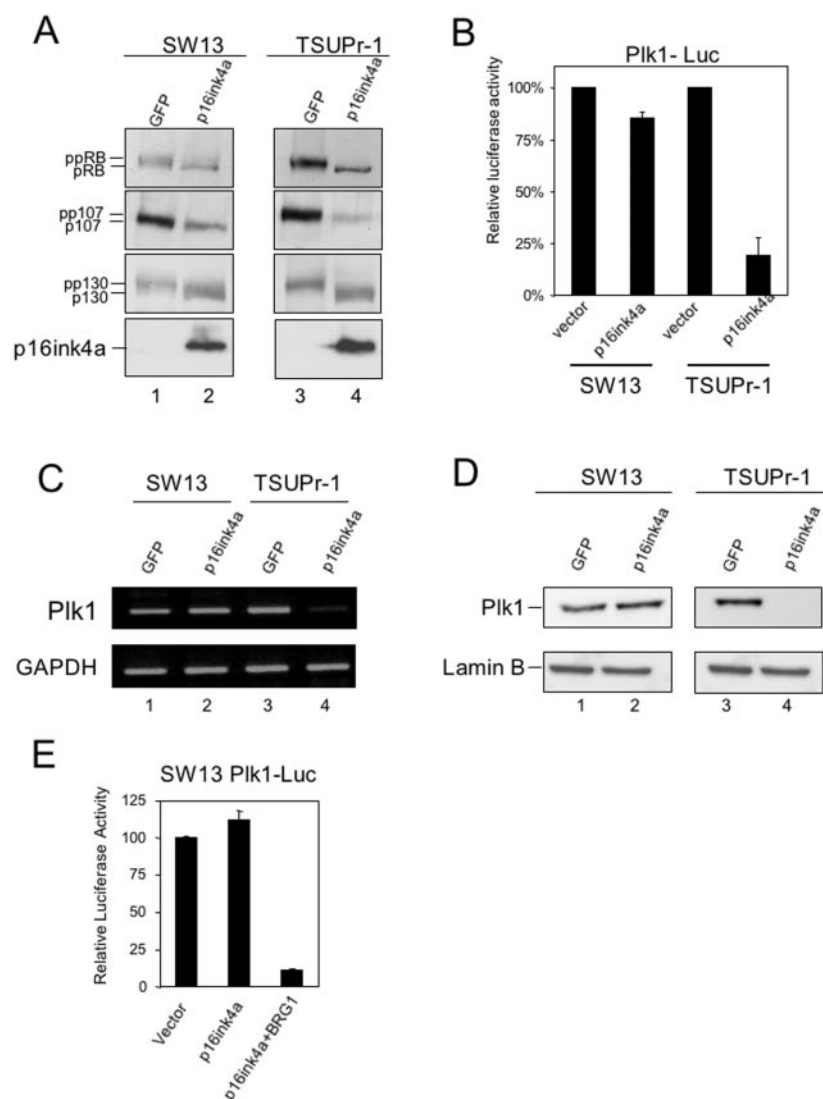 A
SW13 TSUPr-1
GFP p16ink4a GFP p16ink4a
ppRB
pRB
pp107
p107
pp130
p130
p16ink4a
1 2 3 4
B
Plk1- Luc
Relative luciferase activity
100%
75%
50%
25%
0%
vector p16ink4a vector p16ink4a
SW13 TSUPr-1
C
SW13 TSUPr-1
GFP p16ink4a GFP p16ink4a
Plk1
GAPDH
1 2 3 4
D
SW13 TSUPr-1
GFP p16ink4a GFP p16ink4a
Plk1
Lamin B
1 2 3 4
E
SW13 Plk1-Luc
Relative Luciferase Activity
125
100
75
50
25
0
Vector p16ink4a p16ink4a+BRG1